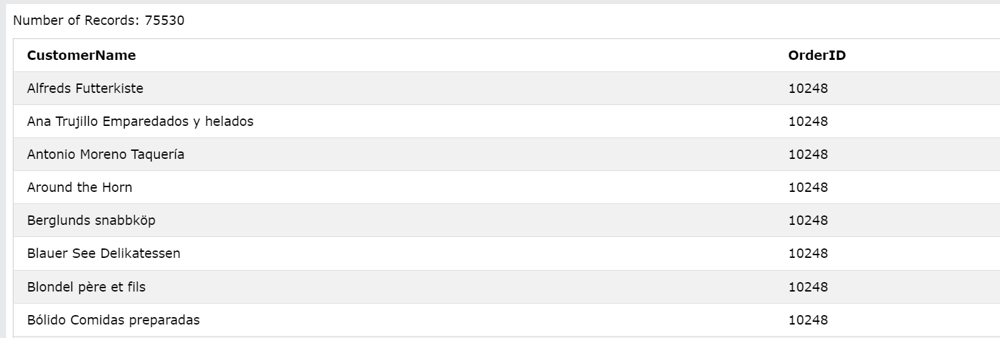 Number of Records: 75530
CustomerName OrderID
Alfreds Futterkiste 10248
Ana Trujillo Emparedados y helados 10248
Antonio Moreno Taquería 10248
Around the Horn 10248
Berglunds snabbköp 10248
Blauer See Delikatessen 10248
Blondel père et fils 10248
Bólido Comidas preparadas 10248